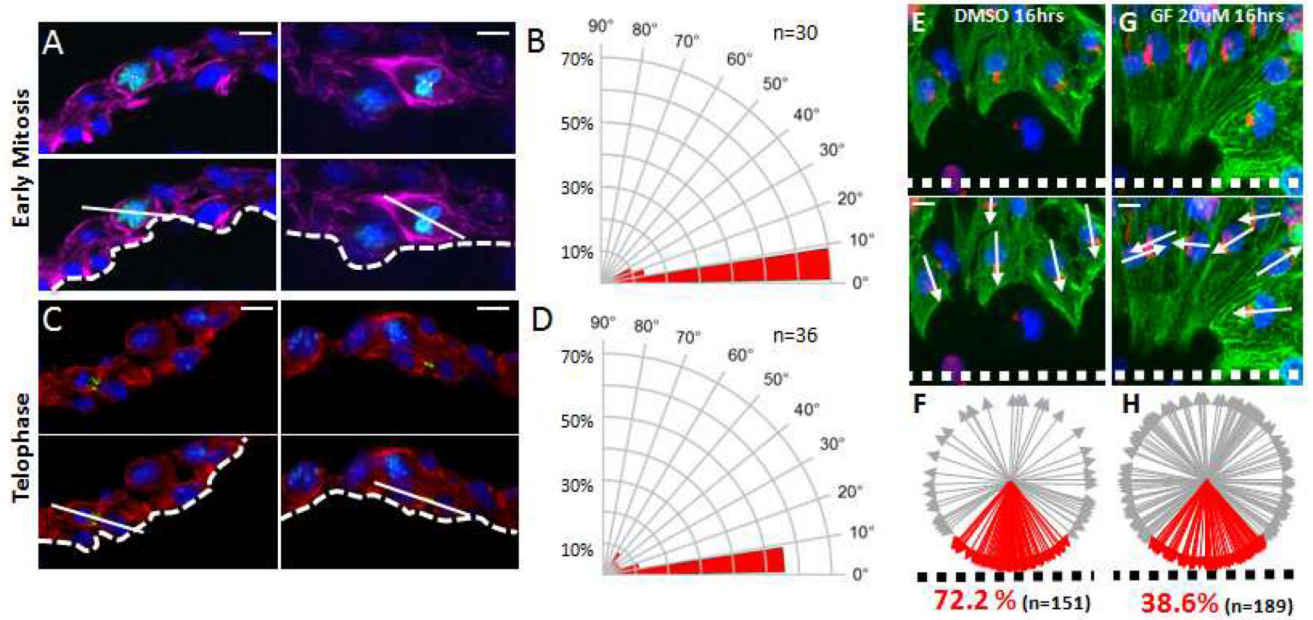 Early Mitosis
A
B
n=30
90°
80°
70°
60°
50°
40°
30°
20°
10°
0°
70%
50%
30%
10%
Telophase
C
D
n=36
90°
80°
70°
60°
50°
40°
30°
20°
10°
0°
70%
50%
30%
10%
E
DMSO 16hrs
G
GF 20uM 16hrs
F
H
72.2 % (n=151)
38.6% (n=189)